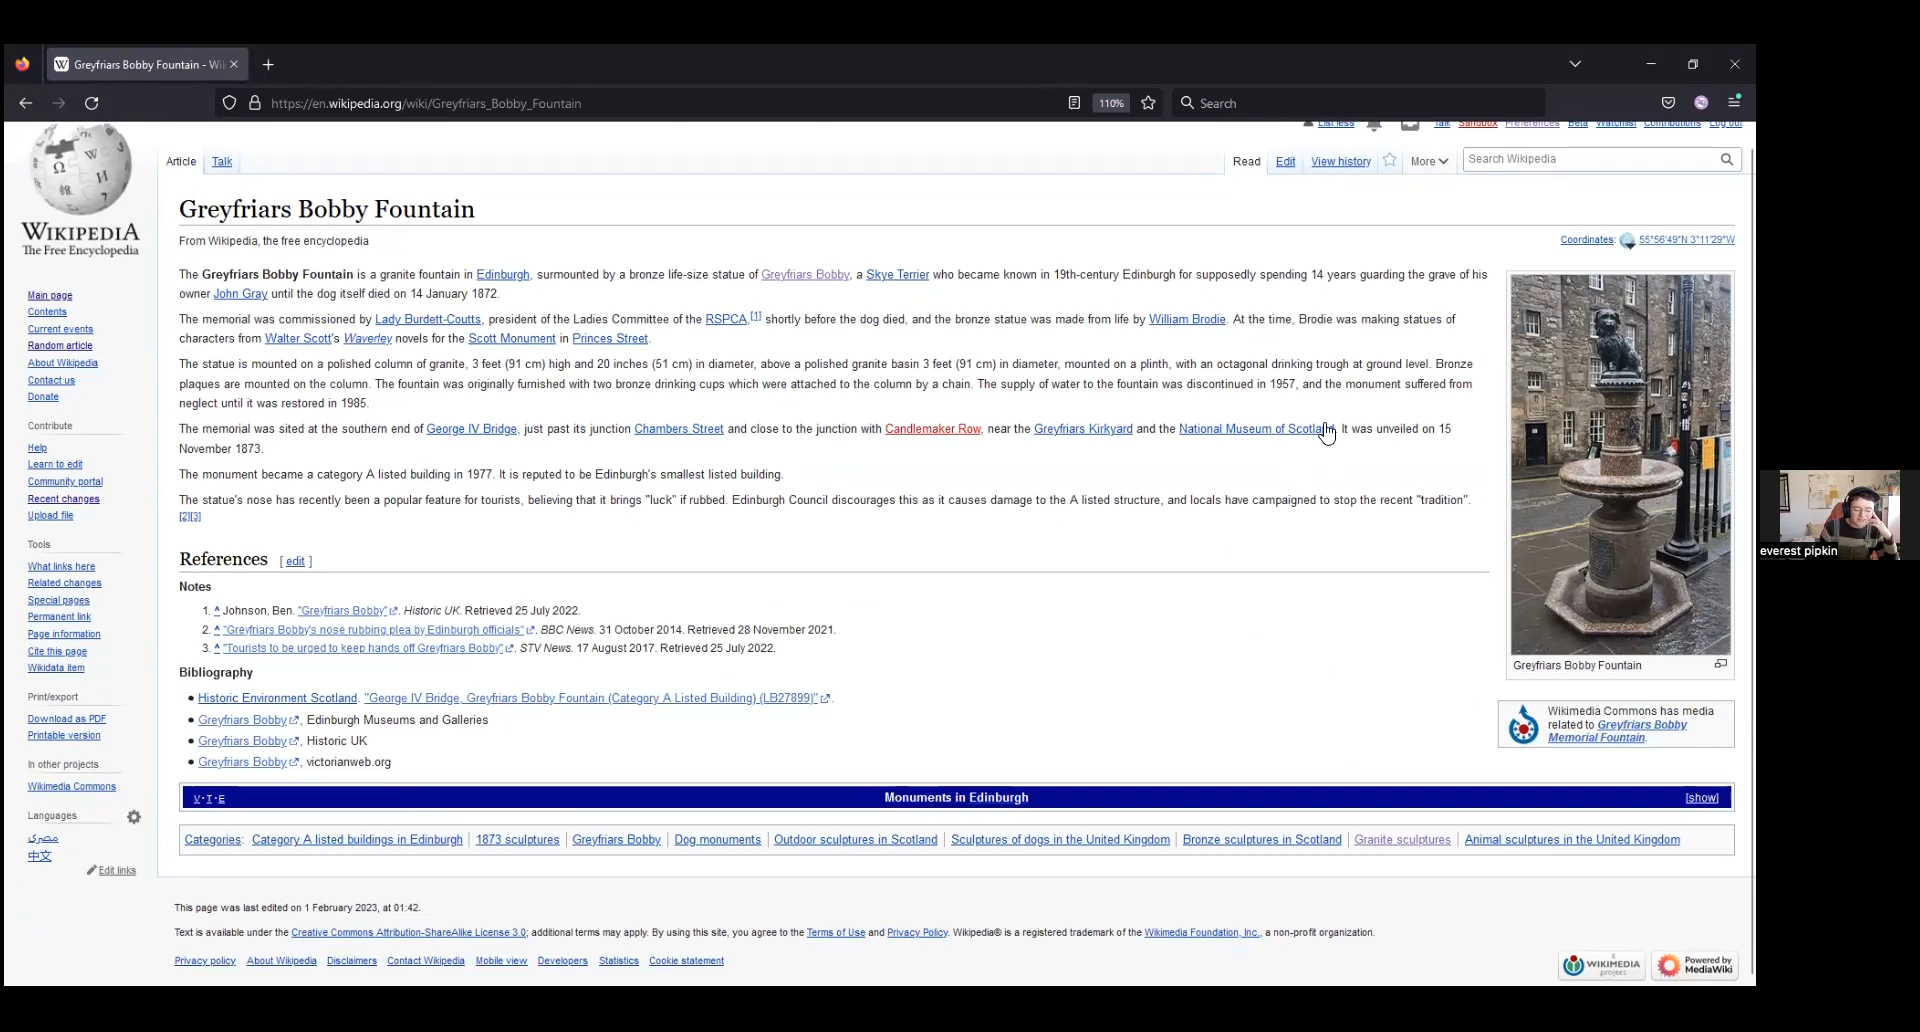 Greyfriars Bobby Fountain - Wi
https://en.wikipedia.org/wiki/Greyfriars_Bobby_Fountain
110%
Search
List less Talk Sandbox Preferences Beta Watchlist Contributions Log out
Article Talk
Read Edit View history More
Search Wikipedia
WIKIPEDIA
The Free Encyclopedia
Main page
Contents
Current events
Random article
About Wikipedia
Contact us
Donate
Contribute
Help
Learn to edit
Community portal
Recent changes
Upload file
Tools
What links here
Related changes
Special pages
Permanent link
Page information
Cite this page
Wikidata item
Print/export
Download as PDF
Printable version
In other projects
Wikimedia Commons
Languages
مصرى
中文
Edit links
Greyfriars Bobby Fountain
From Wikipedia, the free encyclopedia
Coordinates: 55°56′49″N 3°11′29″W
The Greyfriars Bobby Fountain is a granite fountain in Edinburgh, surmounted by a bronze life-size statue of Greyfriars Bobby, a Skye Terrier who became known in 19th-century Edinburgh for supposedly spending 14 years guarding the grave of his
owner John Gray until the dog itself died on 14 January 1872.
The memorial was commissioned by Lady Burdett-Coutts, president of the Ladies Committee of the RSPCA,[1] shortly before the dog died, and the bronze statue was made from life by William Brodie. At the time, Brodie was making statues of
characters from Walter Scott's Waverley novels for the Scott Monument in Princes Street.
The statue is mounted on a polished column of granite, 3 feet (91 cm) high and 20 inches (51 cm) in diameter, above a polished granite basin 3 feet (91 cm) in diameter, mounted on a plinth, with an octagonal drinking trough at ground level. Bronze
plaques are mounted on the column. The fountain was originally furnished with two bronze drinking cups which were attached to the column by a chain. The supply of water to the fountain was discontinued in 1957, and the monument suffered from
neglect until it was restored in 1985.
The memorial was sited at the southern end of George IV Bridge, just past its junction Chambers Street and close to the junction with Candlemaker Row, near the Greyfriars Kirkyard and the National Museum of Scotland. It was unveiled on 15
November 1873.
The monument became a category A listed building in 1977. It is reputed to be Edinburgh's smallest listed building.
The statue's nose has recently been a popular feature for tourists, believing that it brings "luck" if rubbed. Edinburgh Council discourages this as it causes damage to the A listed structure, and locals have campaigned to stop the recent "tradition".
[2][3]
References [ edit ]
Notes
1. ^ Johnson, Ben. "Greyfriars Bobby". Historic UK. Retrieved 25 July 2022.
2. ^ "Greyfriars Bobby's nose rubbing plea by Edinburgh officials". BBC News. 31 October 2014. Retrieved 28 November 2021.
3. ^ "Tourists to be urged to keep hands off Greyfriars Bobby". STV News. 17 August 2017. Retrieved 25 July 2022.
Bibliography
• Historic Environment Scotland. "George IV Bridge, Greyfriars Bobby Fountain (Category A Listed Building) (LB27899)".
• Greyfriars Bobby, Edinburgh Museums and Galleries
• Greyfriars Bobby, Historic UK
• Greyfriars Bobby, victorianweb.org
Greyfriars Bobby Fountain
Wikimedia Commons has media
related to Greyfriars Bobby
Memorial Fountain.
V·T·E Monuments in Edinburgh [show]
Categories: Category A listed buildings in Edinburgh | 1873 sculptures | Greyfriars Bobby | Dog monuments | Outdoor sculptures in Scotland | Sculptures of dogs in the United Kingdom | Bronze sculptures in Scotland | Granite sculptures | Animal sculptures in the United Kingdom
This page was last edited on 1 February 2023, at 01:42.
Text is available under the Creative Commons Attribution-ShareAlike License 3.0; additional terms may apply. By using this site, you agree to the Terms of Use and Privacy Policy. Wikipedia® is a registered trademark of the Wikimedia Foundation, Inc., a non-profit organization.
Privacy policy About Wikipedia Disclaimers Contact Wikipedia Mobile view Developers Statistics Cookie statement
a WIKIMEDIA project
Powered by MediaWiki
everest pipkin